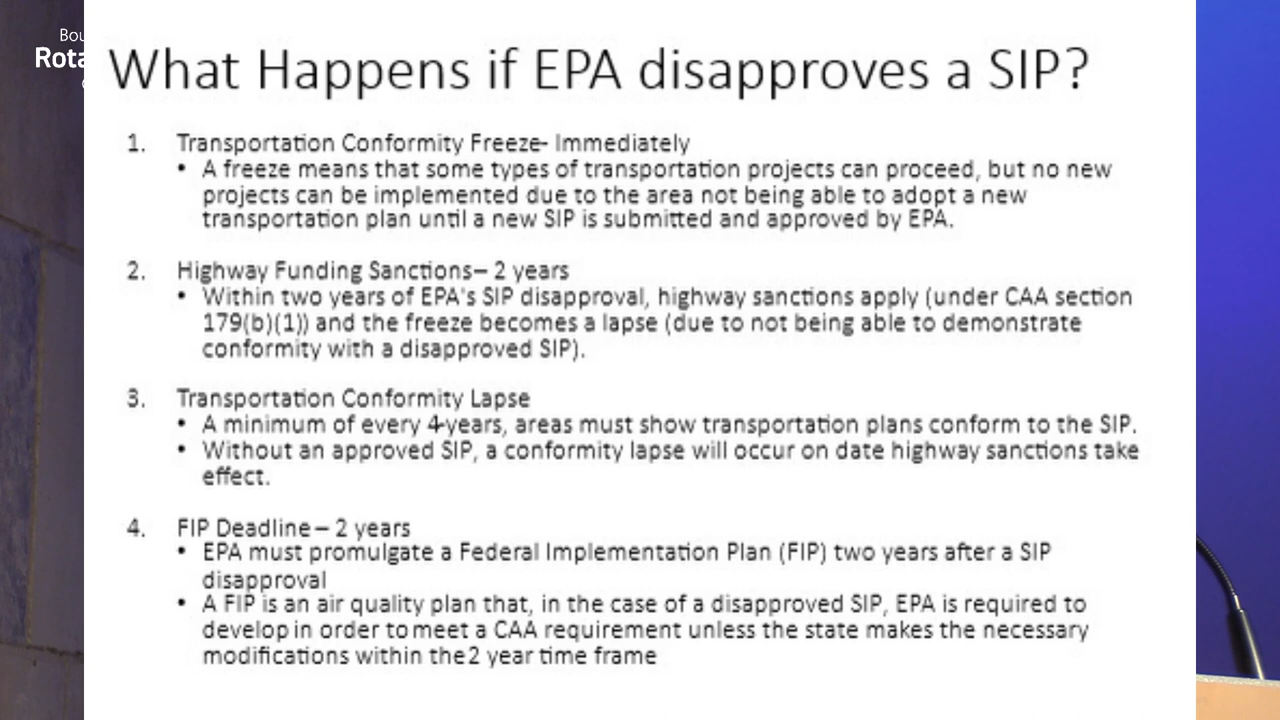 Bou
Rota
What Happens if EPA disapproves a SIP?
1. Transportation Conformity Freeze- Immediately
• A freeze means that some types of transportation projects can proceed, but no new
projects can be implemented due to the area not being able to adopt a new
transportation plan until a new SIP is submitted and approved by EPA.
2. Highway Funding Sanctions– 2 years
• Within two years of EPA's SIP disapproval, highway sanctions apply (under CAA section
179(b)(1)) and the freeze becomes a lapse (due to not being able to demonstrate
conformity with a disapproved SIP).
3. Transportation Conformity Lapse
• A minimum of every 4-years, areas must show transportation plans conform to the SIP.
• Without an approved SIP, a conformity lapse will occur on date highway sanctions take
effect.
4. FIP Deadline – 2 years
• EPA must promulgate a Federal Implementation Plan (FIP) two years after a SIP
disapproval
• A FIP is an air quality plan that, in the case of a disapproved SIP, EPA is required to
develop in order to meet a CAA requirement unless the state makes the necessary
modifications within the 2 year time frame